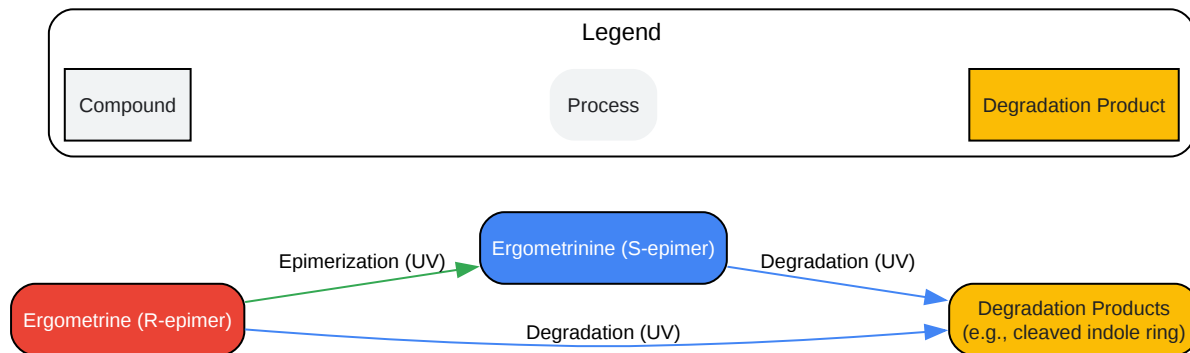 Legend
Compound
Process
Degradation Product
Ergometrinine (S-epimer)
Epimerization (UV)
Degradation (UV)
Ergometrine (R-epimer)
Degradation (UV)
Degradation Products
(e.g., cleaved indole ring)